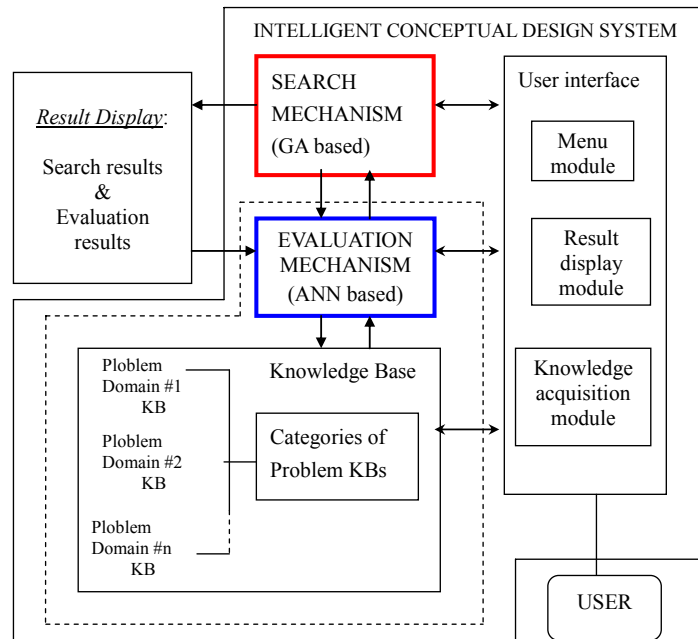 INTELLIGENT CONCEPTUAL DESIGN SYSTEM
Result Display:
Search results
&
Evaluation
results
SEARCH
MECHANISM
(GA based)
EVALUATION
MECHANISM
(ANN based)
Knowledge Base
Ploblem
Domain #1
KB
Ploblem
Domain #2
KB
Ploblem
Domain #n
KB
Categories of
Problem KBs
User interface
Menu
module
Result
display
module
Knowledge
acquisition
module
USER